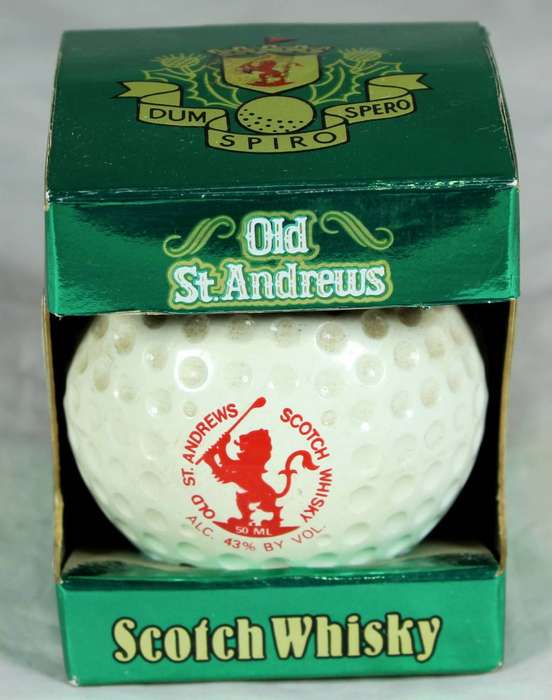 DUM SPIRO SPERO
Old
St. Andrews
OLD ST. ANDREWS SCOTCH WHISKY
50 ML
ALC. 43% BY VOL.
Scotch Whisky